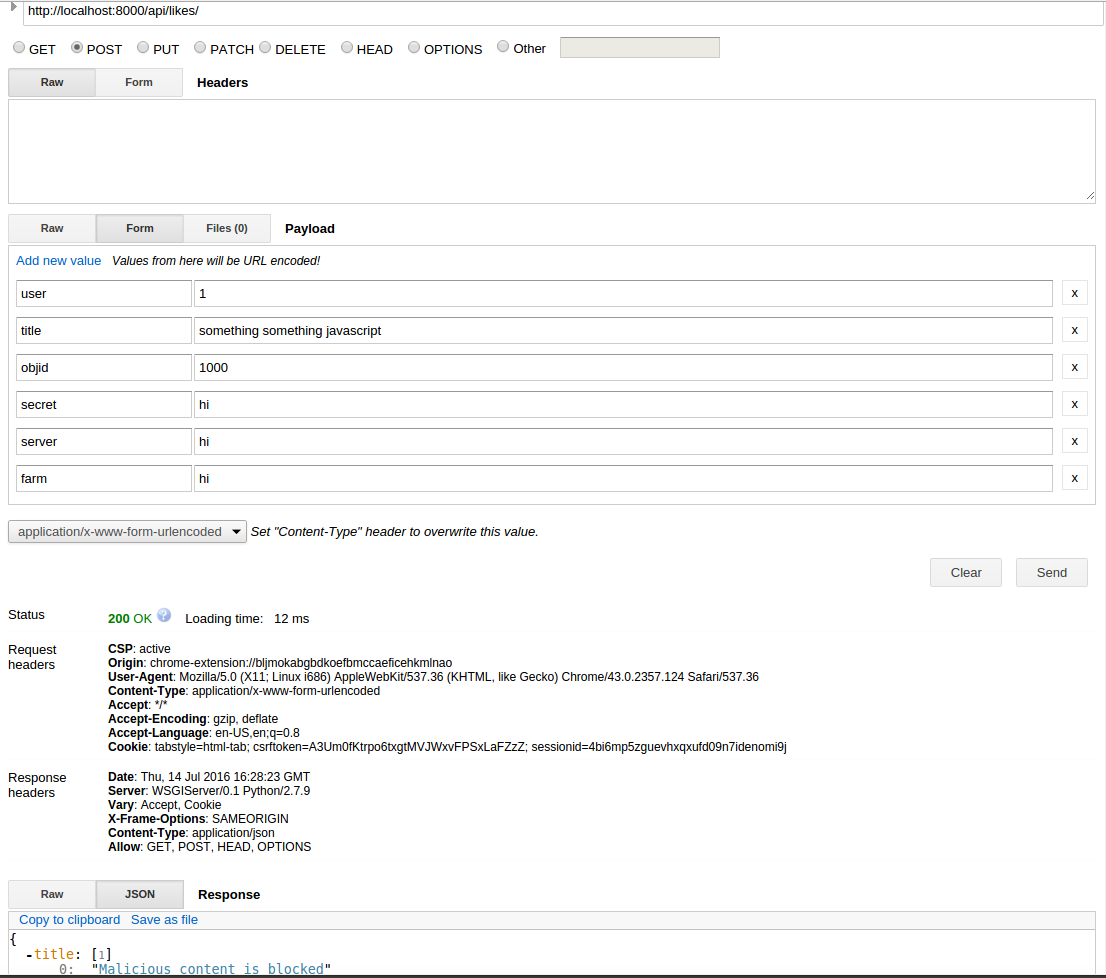 http://localhost:8000/api/likes/
GET POST PUT PATCH DELETE HEAD OPTIONS Other
Raw Form Headers
Raw Form Files (0) Payload
Add new value Values from here will be URL encoded!
user 1 x
title something something javascript x
objid 1000 x
secret hi x
server hi x
farm hi x
application/x-www-form-urlencoded Set "Content-Type" header to overwrite this value.
Clear Send
Status 200 OK ? Loading time: 12 ms
Request headers
CSP: active
Origin: chrome-extension://bljmokabgbdkoefbmccaeficehkmlnao
User-Agent: Mozilla/5.0 (X11; Linux i686) AppleWebKit/537.36 (KHTML, like Gecko) Chrome/43.0.2357.124 Safari/537.36
Content-Type: application/x-www-form-urlencoded
Accept: */*
Accept-Encoding: gzip, deflate
Accept-Language: en-US,en;q=0.8
Cookie: tabstyle=html-tab; csrftoken=A3Um0fKtrpo6txgtMVJWxvFPSxLaFZzZ; sessionid=4bi6mp5zguevhxqxufd09n7idenomi9j
Response headers
Date: Thu, 14 Jul 2016 16:28:23 GMT
Server: WSGIServer/0.1 Python/2.7.9
Vary: Accept, Cookie
X-Frame-Options: SAMEORIGIN
Content-Type: application/json
Allow: GET, POST, HEAD, OPTIONS
Raw JSON Response
Copy to clipboard Save as file
{
-title: [1]
0: "Malicious content is blocked"